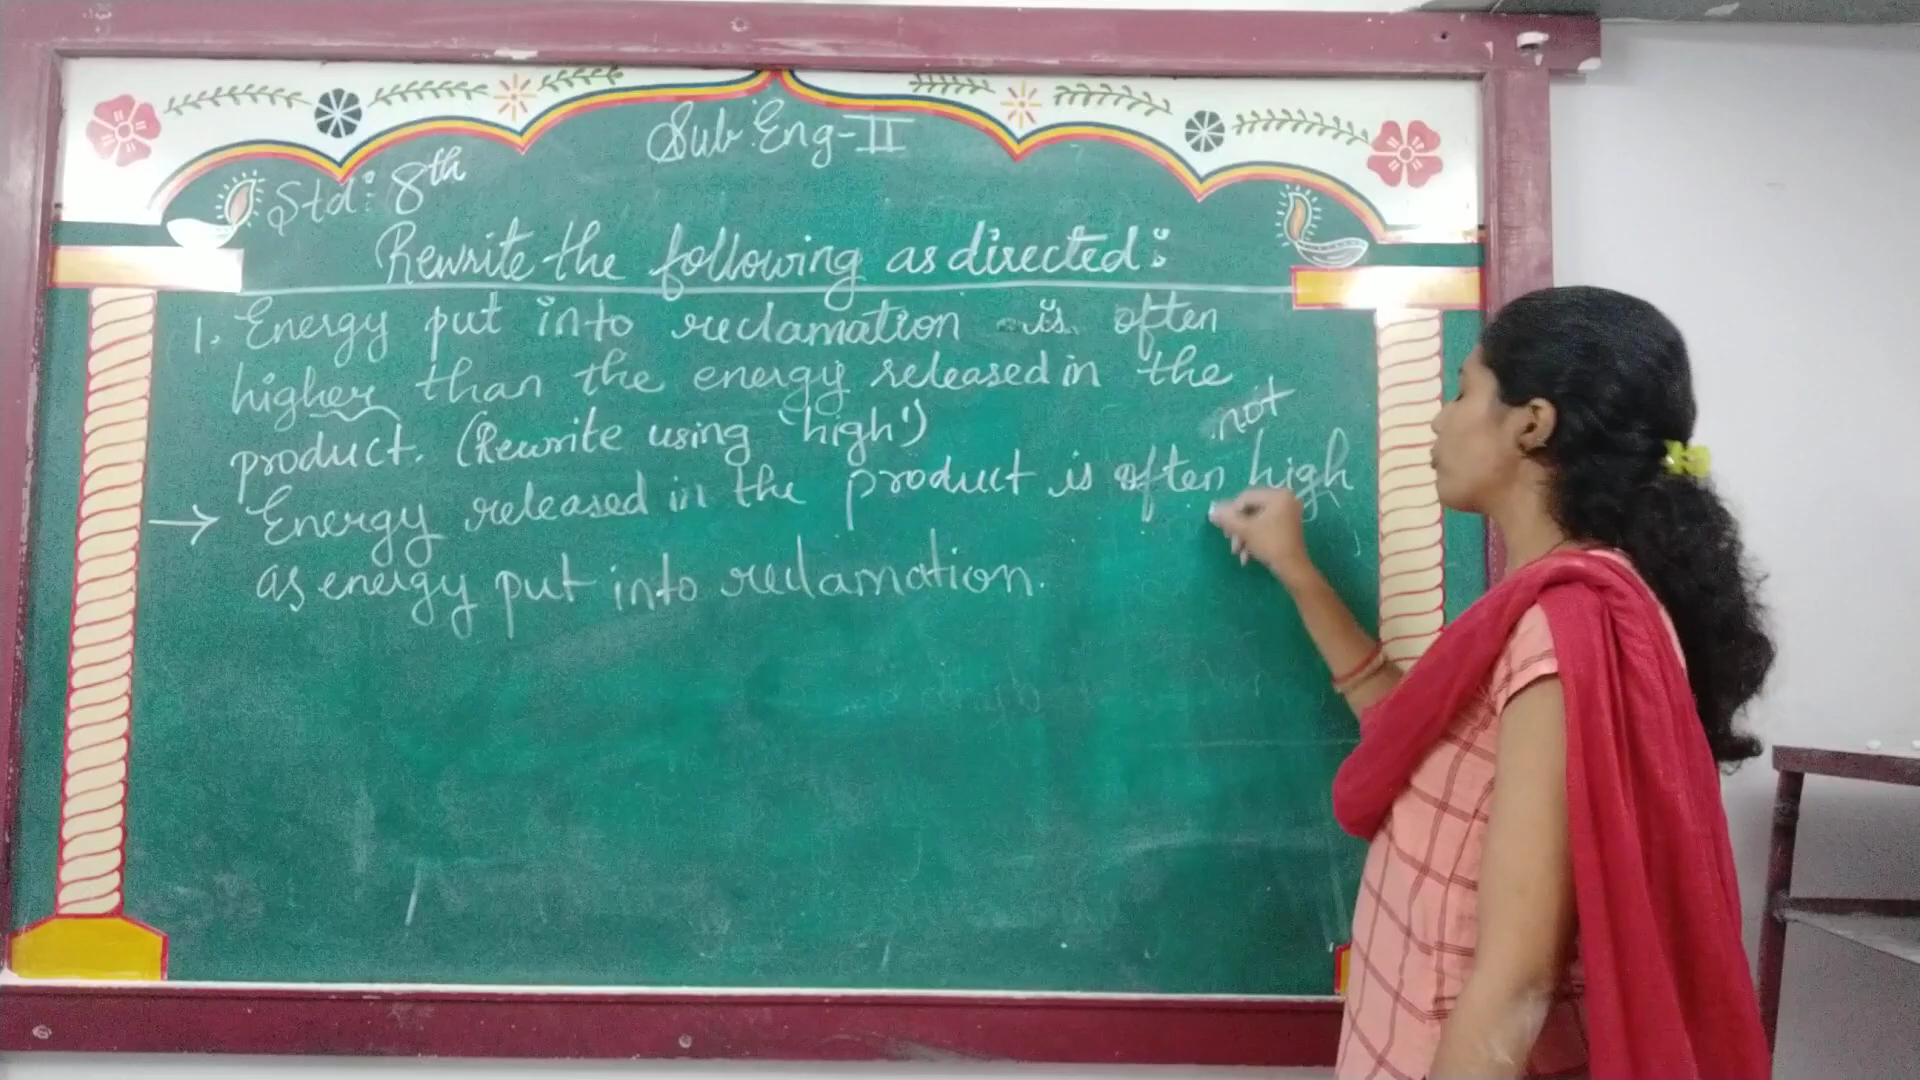 Sub: Eng-II
Std: 8th
Rewrite the following as directed:
1. Energy put into reclamation is often
higher than the energy released in the
product. (Rewrite using 'high')
not
→ Energy released in the product is often high
as energy put into reclamation.